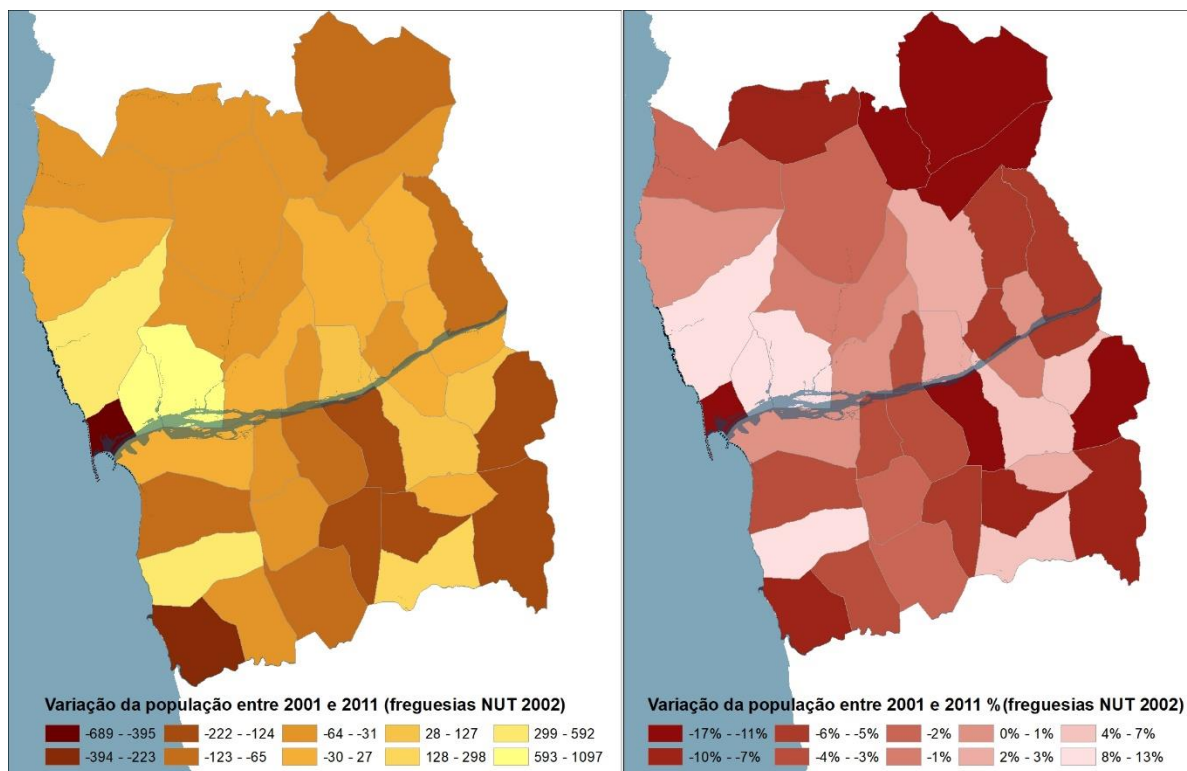 Variação da população entre 2001 e 2011 (freguesias NUT 2002)
-689 - -395 -222 - -124 -64 - -31 28 - 127 299 - 592
-394 - -223 -123 - -65 -30 - 27 128 - 298 593 - 1097
Variação da população entre 2001 e 2011 % (freguesias NUT 2002)
-17% - -11% -6% - -5% -2% 0% - 1% 4% - 7%
-10% - -7% -4% - -3% -1% 2% - 3% 8% - 13%